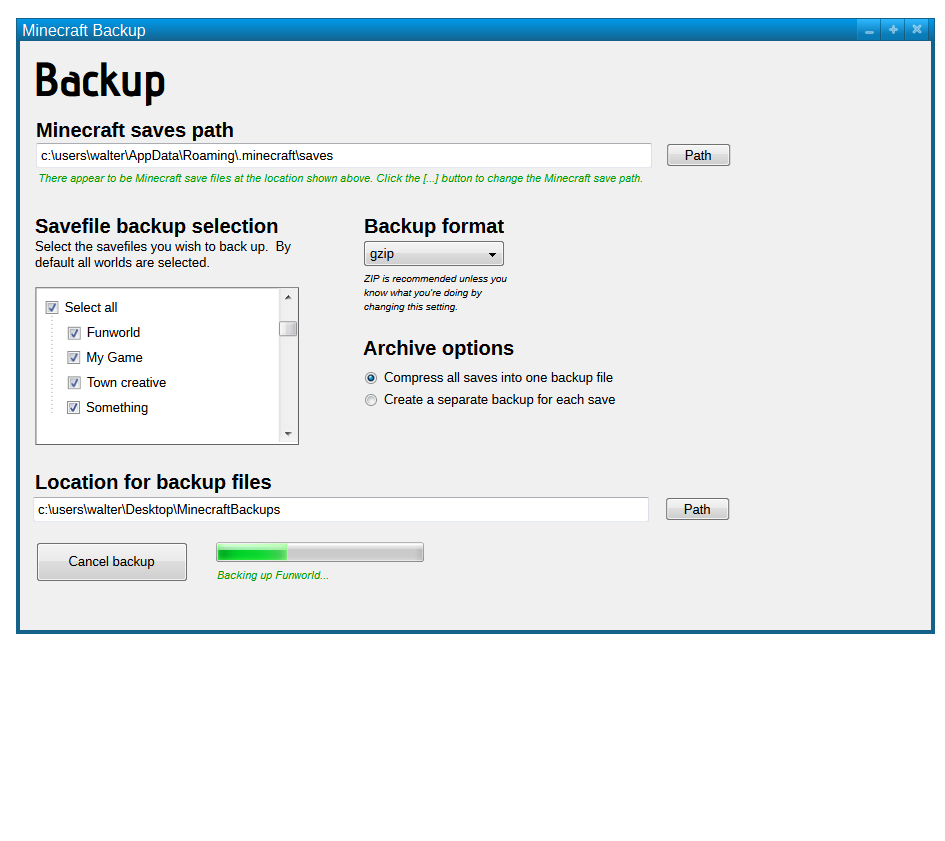 Minecraft Backup
Backup
Minecraft saves path
c:\users\walter\AppData\Roaming\.minecraft\saves
Path
There appear to be Minecraft save files at the location shown above. Click the [...] button to change the Minecraft save path.
Savefile backup selection
Select the savefiles you wish to back up.  By
default all worlds are selected.
Select all
Funworld
My Game
Town creative
Something
Backup format
gzip
ZIP is recommended unless you
know what you're doing by
changing this setting.
Archive options
Compress all saves into one backup file
Create a separate backup for each save
Location for backup files
c:\users\walter\Desktop\MinecraftBackups
Path
Cancel backup
Backing up Funworld...